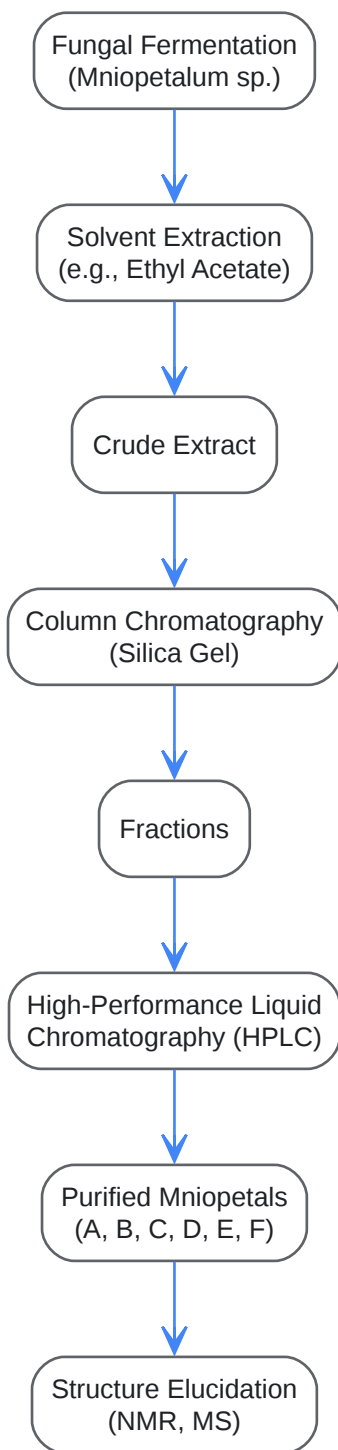 Fungal Fermentation
(Mniopetalum sp.)
Solvent Extraction
(e.g., Ethyl Acetate)
Crude Extract
Column Chromatography
(Silica Gel)
Fractions
High-Performance Liquid
Chromatography (HPLC)
Purified Mniopetals
(A, B, C, D, E, F)
Structure Elucidation
(NMR, MS)